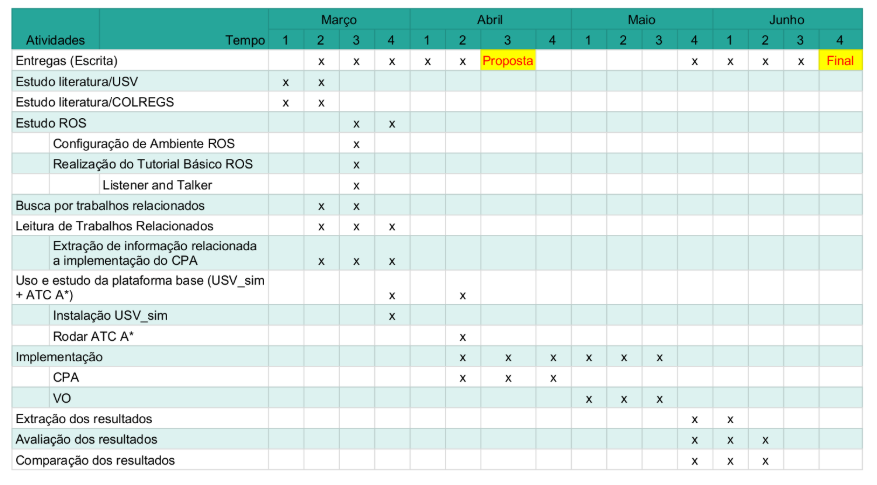 Março Abril Maio Junho
Atividades Tempo 1 2 3 4 1 2 3 4 1 2 3 4 1 2 3 4
Entregas (Escrita) x x x x x Proposta x x x x Final
Estudo literatura/USV x x
Estudo literatura/COLREGS x x
Estudo ROS x x
Configuração de Ambiente ROS x
Realização do Tutorial Básico ROS x
Listener and Talker x
Busca por trabalhos relacionados x x
Leitura de Trabalhos Relacionados x x x
Extração de informação relacionada
a implementação do CPA x x x
Uso e estudo da plataforma base (USV_sim
+ ATC A*) x x
Instalação USV_sim x
Rodar ATC A* x
Implementação x x x x x x
CPA x x x
VO x x x
Extração dos resultados x x
Avaliação dos resultados x x x
Comparação dos resultados x x x